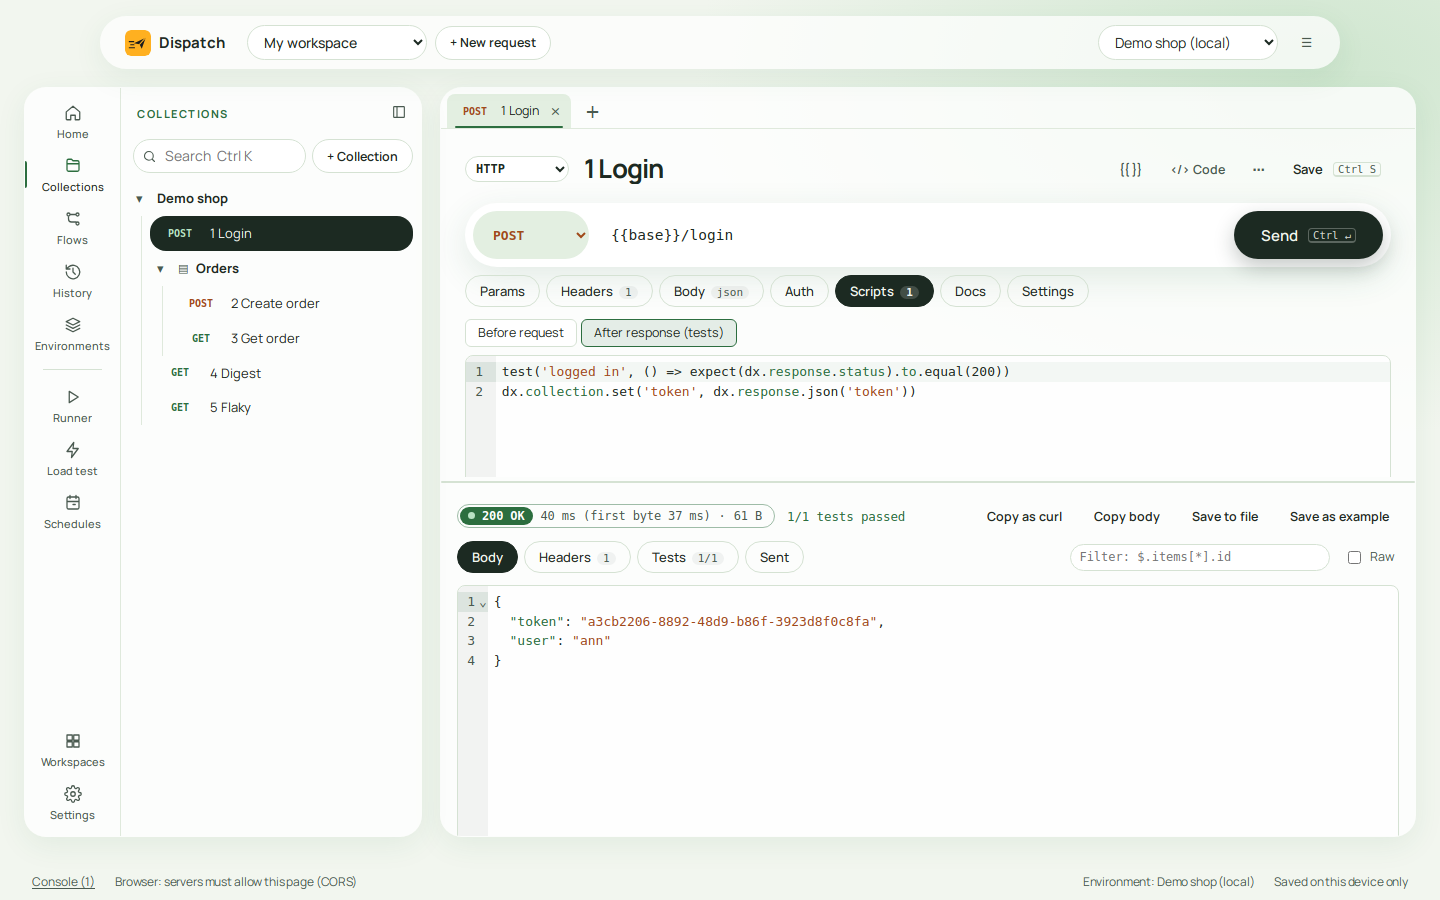 Dispatch
My workspace
+ New request
Demo shop (local)
Home
Collections
Flows
History
Environments
Runner
Load test
Schedules
Workspaces
Settings
COLLECTIONS
Search Ctrl K
+ Collection
Demo shop
POST 1 Login
Orders
POST 2 Create order
GET 3 Get order
GET 4 Digest
GET 5 Flaky
POST 1 Login × +
HTTP 1 Login {{}} </> Code ··· Save Ctrl S
POST {{base}}/login Send Ctrl ↵
Params Headers 1 Body json Auth Scripts 1 Docs Settings
Before request After response (tests)
1 test('logged in', () => expect(dx.response.status).to.equal(200))
2 dx.collection.set('token', dx.response.json('token'))
200 OK 40 ms (first byte 37 ms) · 61 B 1/1 tests passed Copy as curl Copy body Save to file Save as example
Body Headers 1 Tests 1/1 Sent Filter: $.items[*].id Raw
1 {
2 "token": "a3cb2206-8892-48d9-b86f-3923d8f0c8fa",
3 "user": "ann"
4 }
Console (1) Browser: servers must allow this page (CORS) Environment: Demo shop (local) Saved on this device only